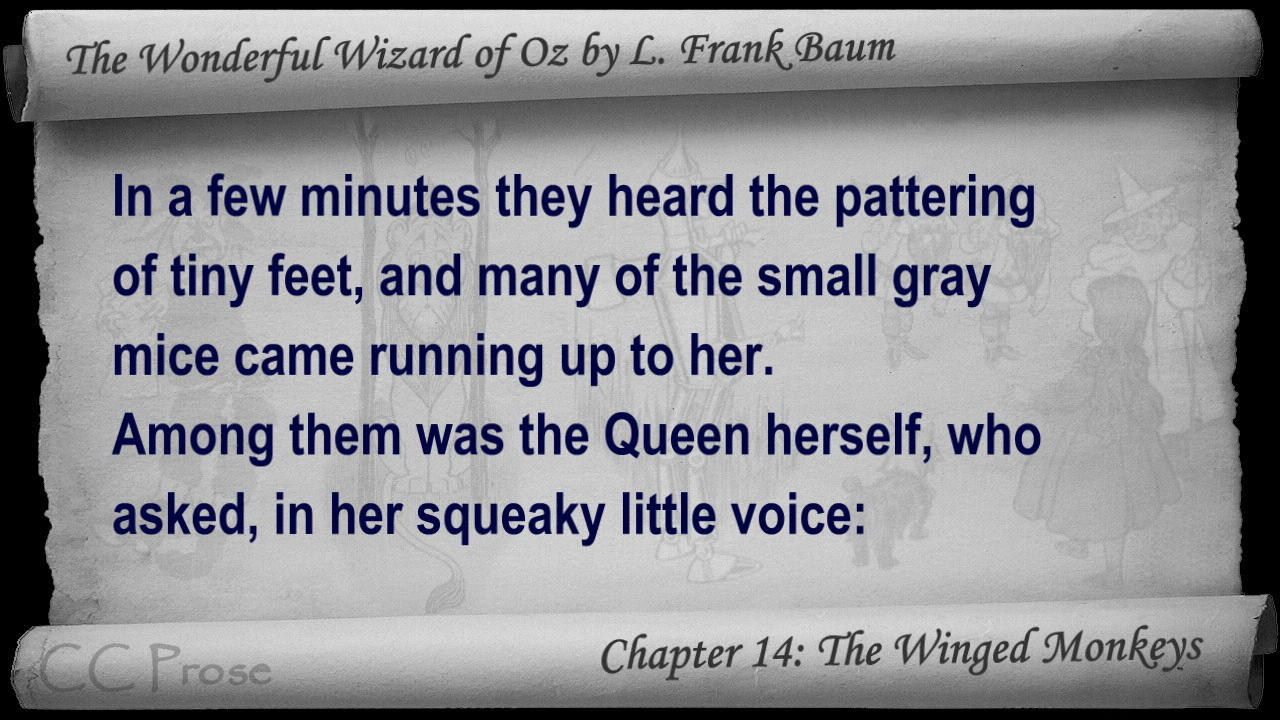 The Wonderful Wizard of Oz by L. Frank Baum
In a few minutes they heard the pattering
of tiny feet, and many of the small gray
mice came running up to her.
Among them was the Queen herself, who
asked, in her squeaky little voice:
CC Prose
Chapter 14: The Winged Monkeys